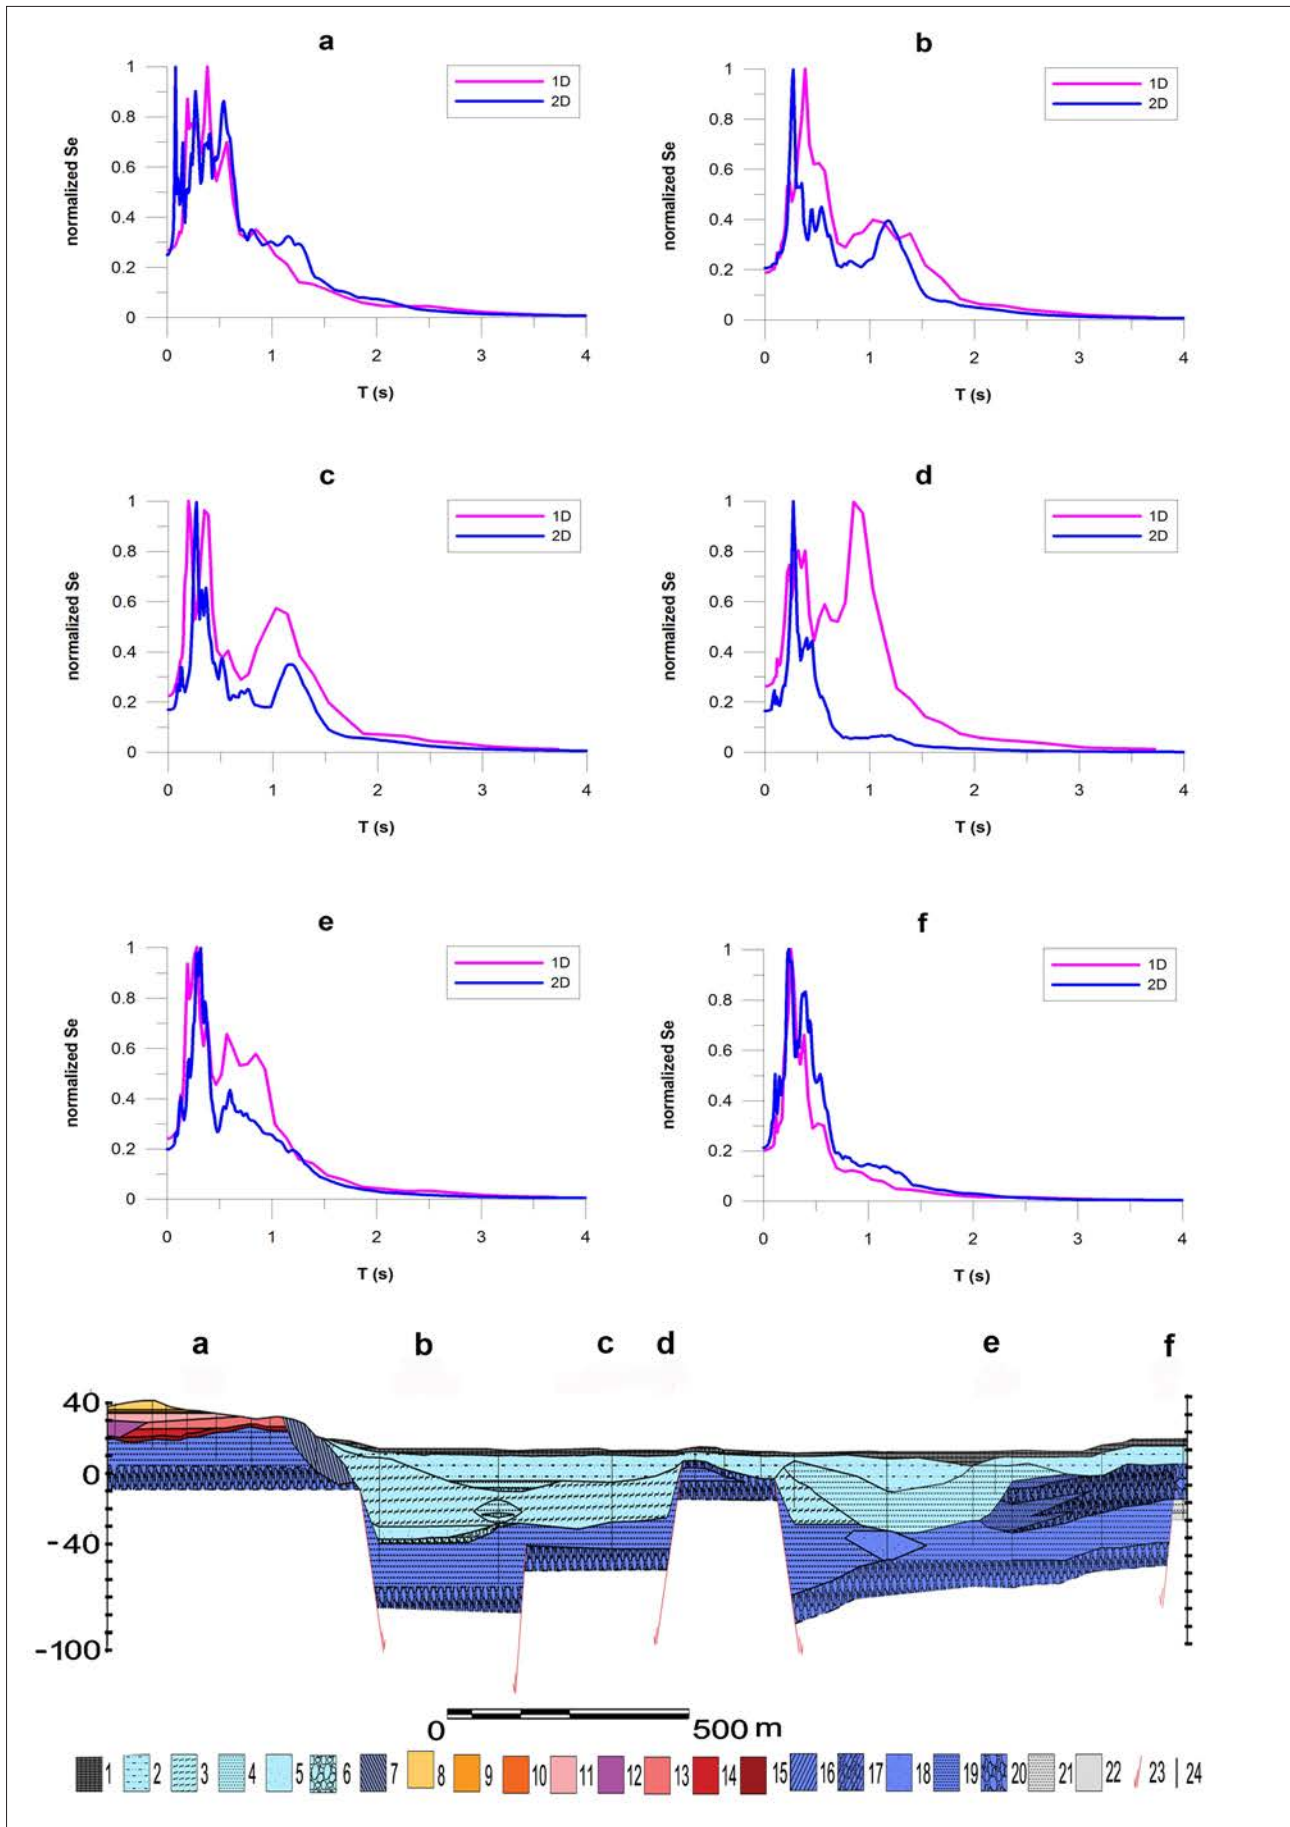 a
b
1D
2D
1D
2D
normalized Se
1
0.8
0.6
0.4
0.2
0
0 1 2 3 4
T (s)
normalized Se
1
0.8
0.6
0.4
0.2
0
0 1 2 3 4
T (s)
c
d
1D
2D
1D
2D
normalized Se
1
0.8
0.6
0.4
0.2
0
0 1 2 3 4
T (s)
normalized Se
1
0.8
0.6
0.4
0.2
0
0 1 2 3 4
T (s)
e
f
1D
2D
1D
2D
normalized Se
1
0.8
0.6
0.4
0.2
0
0 1 2 3 4
T (s)
normalized Se
1
0.8
0.6
0.4
0.2
0
0 1 2 3 4
T (s)
a b c d e f
40
0
-40
-100
0 500 m
1 2 3 4 5 6 7 8 9 10 11 12 13 14 15 16 17 18 19 20 21 22 23 24